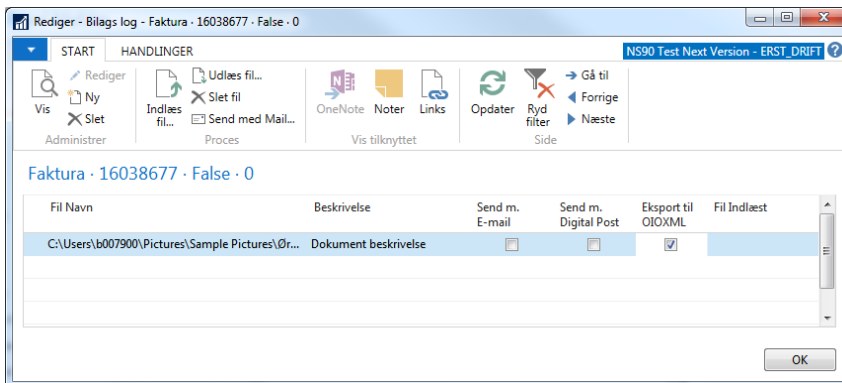 Rediger - Bilags log - Faktura · 16038677 · False · 0
START HANDLINGER NS90 Test Next Version - ERST_DRIFT
Vis
Rediger
Ny
Slet
Administrer
Indlæs
fil...
Udlæs fil...
Slet fil
Send med Mail...
Proces
OneNote Noter Links
Vis tilknyttet
Opdater
Ryd
filter
Gå til
Forrige
Næste
Side
Faktura · 16038677 · False · 0
Fil Navn
Beskrivelse
Send m.
E-mail
Send m.
Digital Post
Eksport til
OIOXML
Fil Indlæst
C:\Users\b007900\Pictures\Sample Pictures\Ør... Dokument beskrivelse
OK